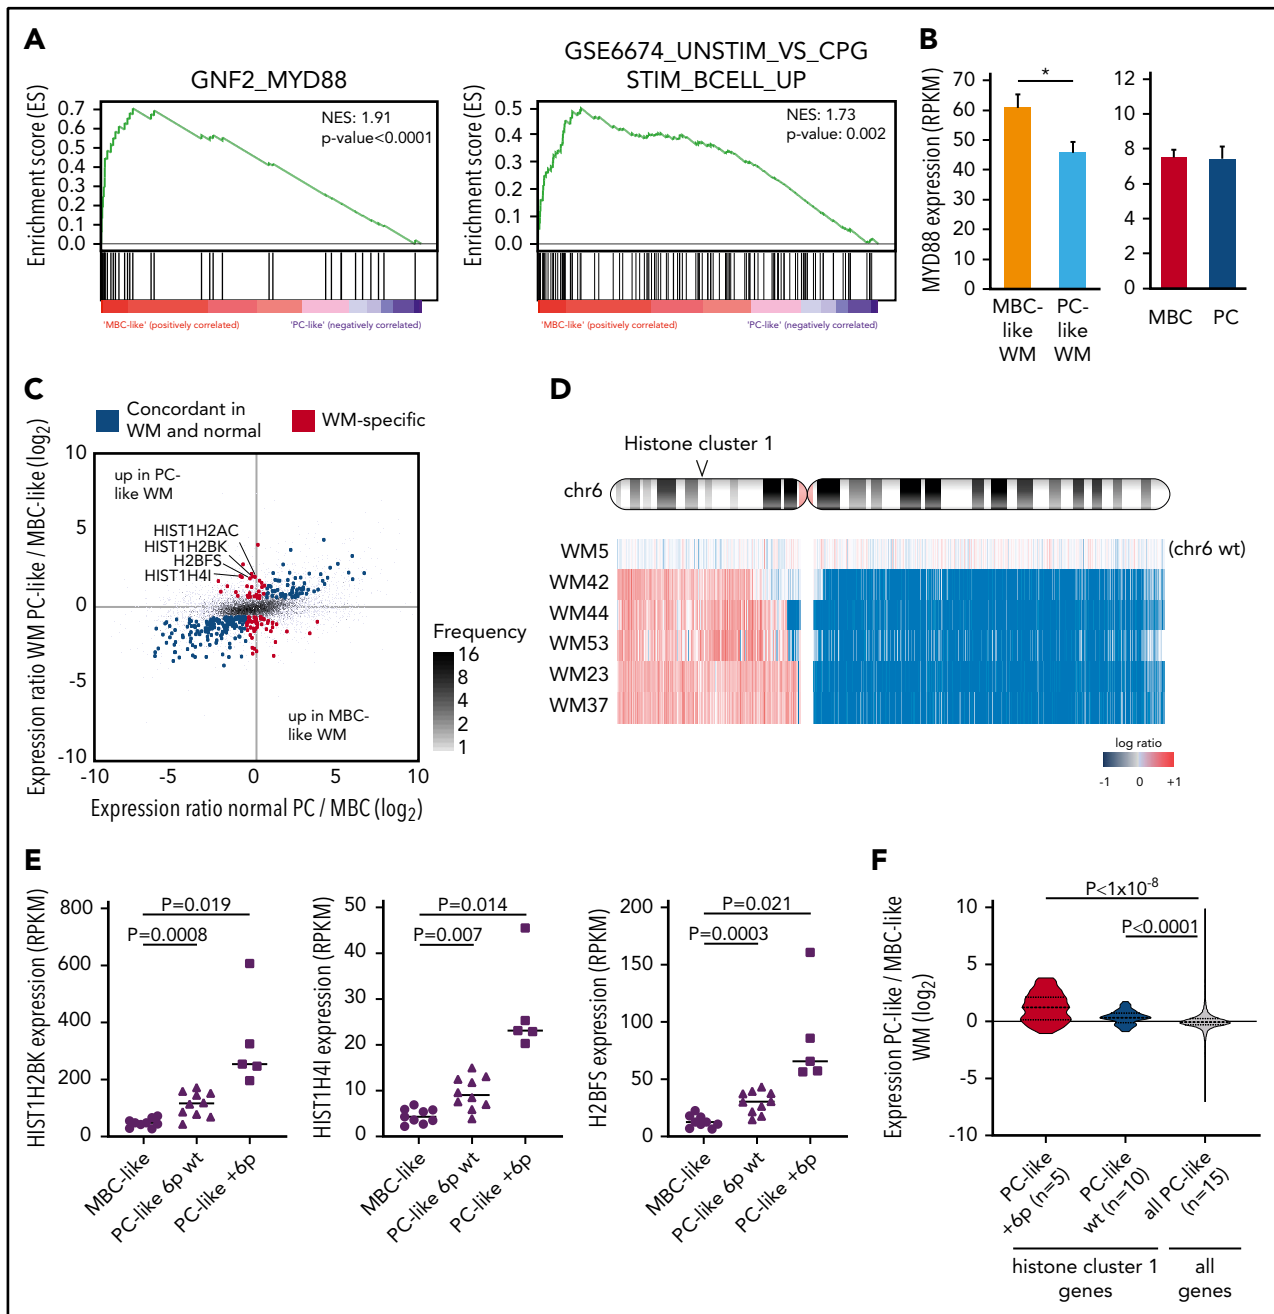 A
GNF2_MYD88
Enrichment score (ES)
0.7
0.6
0.5
0.4
0.3
0.2
0.1
0.0
NES: 1.91
p-value<0.0001
'MBC-like' (positively correlated)
'PC-like' (negatively correlated)
GSE6674_UNSTIM_VS_CPG
STIM_BCELL_UP
Enrichment score (ES)
0.5
0.4
0.3
0.2
0.1
0.0
NES: 1.73
p-value: 0.002
'MBC-like' (positively correlated)
'PC-like' (negatively correlated)
B
MYD88 expression (RPKM)
70
60
50
40
30
20
10
0
*
MBC-
like
WM
PC-
like
WM
12
10
8
6
4
2
0
MBC
PC
C
Concordant in
WM and normal
WM-specific
Expression ratio WM PC-like / MBC-like (log2)
10
5
0
-5
-10
up in PC-
like WM
HIST1H2AC
HIST1H2BK
H2BFS
HIST1H4I
up in MBC-
like WM
-10
-5
0
5
10
Expression ratio normal PC / MBC (log2)
Frequency
16
8
4
2
1
D
Histone cluster 1
chr6
WM5
(chr6 wt)
WM42
WM44
WM53
WM23
WM37
log ratio
-1
0
+1
E
HIST1H2BK expression (RPKM)
800
600
400
200
0
P=0.019
P=0.0008
MBC-like
PC-like 6p wt
PC-like +6p
HIST1H4I expression (RPKM)
50
40
30
20
10
0
P=0.014
P=0.007
MBC-like
PC-like 6p wt
PC-like +6p
H2BFS expression (RPKM)
200
150
100
50
0
P=0.021
P=0.0003
MBC-like
PC-like 6p wt
PC-like +6p
F
Expression PC-like / MBC-like
WM (log2)
10
5
0
-5
-10
P<1x10-8
P<0.0001
PC-like
+6p (n=5)
PC-like
wt (n=10)
all PC-like
(n=15)
histone cluster 1
genes
all
genes